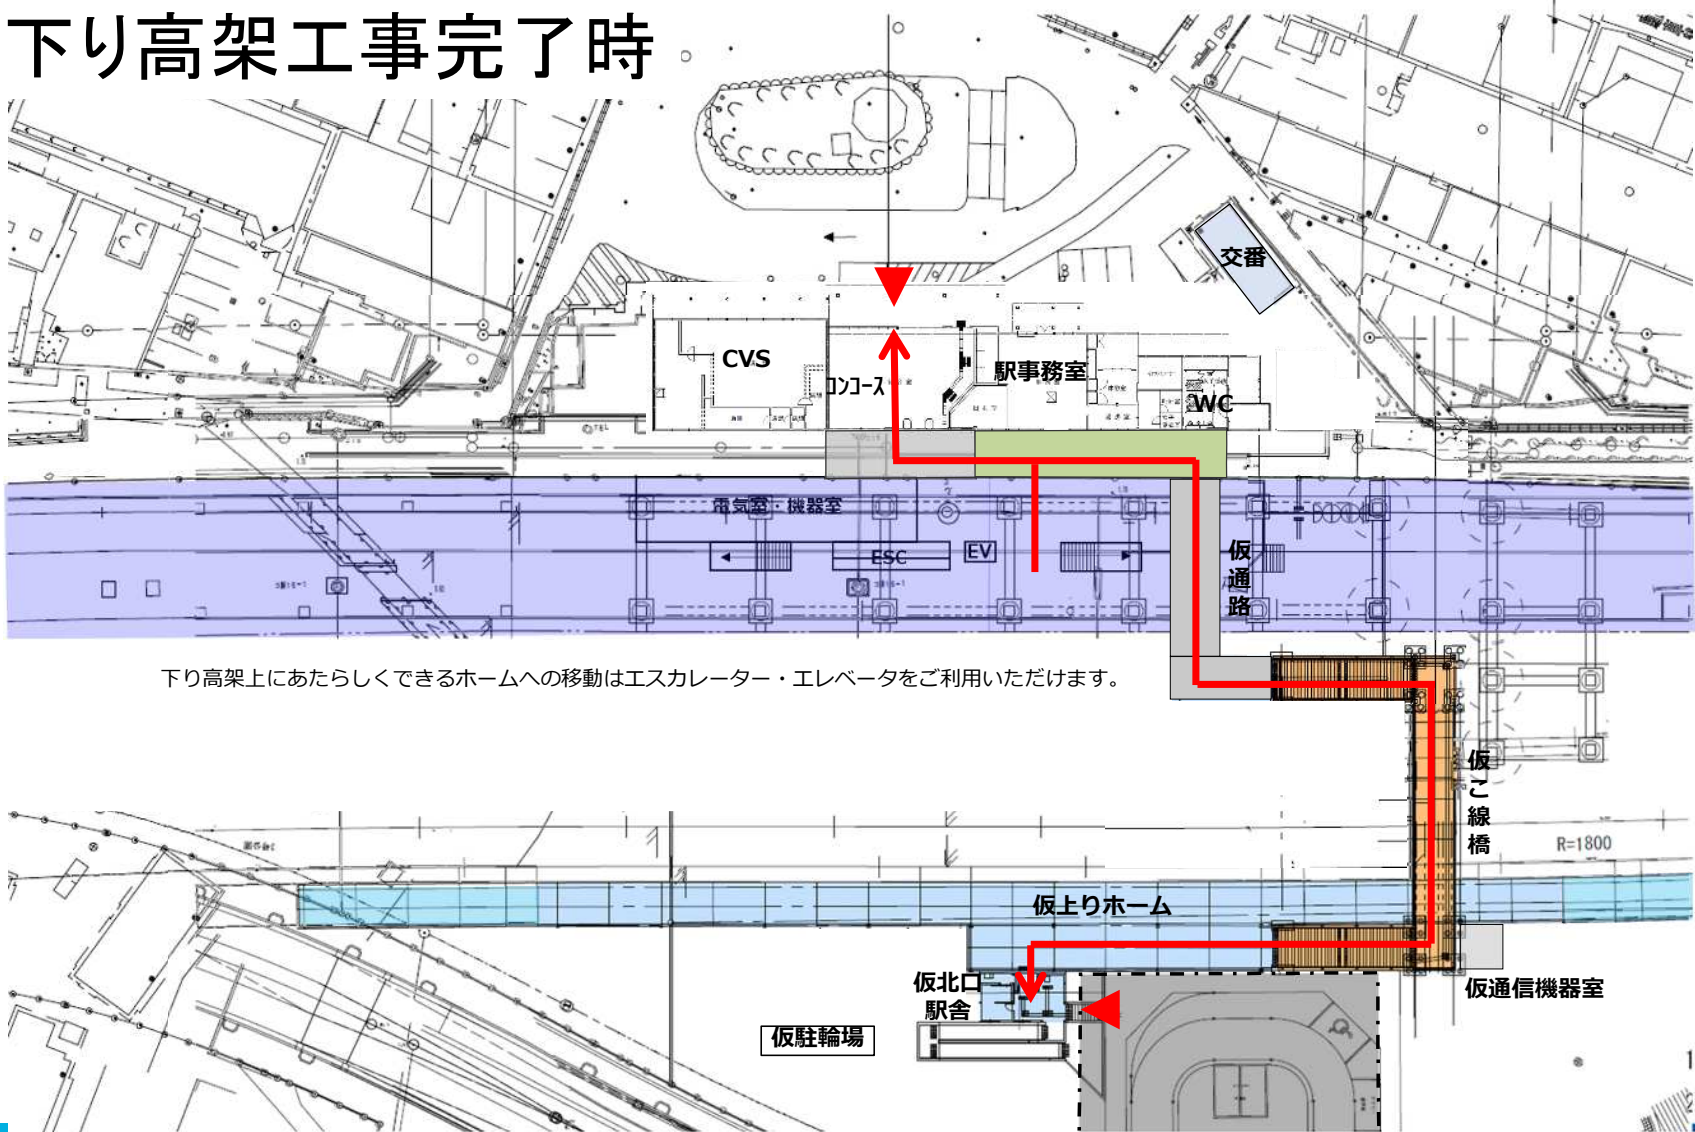 下り高架工事完了時
交番
CVS
コンコース
駅事務室
WC
電気室・機器室
ESC
EV
仮通路
下り高架上にあたらしくできるホームへの移動はエスカレーター・エレベータをご利用いただけます。
仮こ線橋
R=1800
仮上りホーム
仮北口
駅舎
仮通信機器室
仮駐輪場